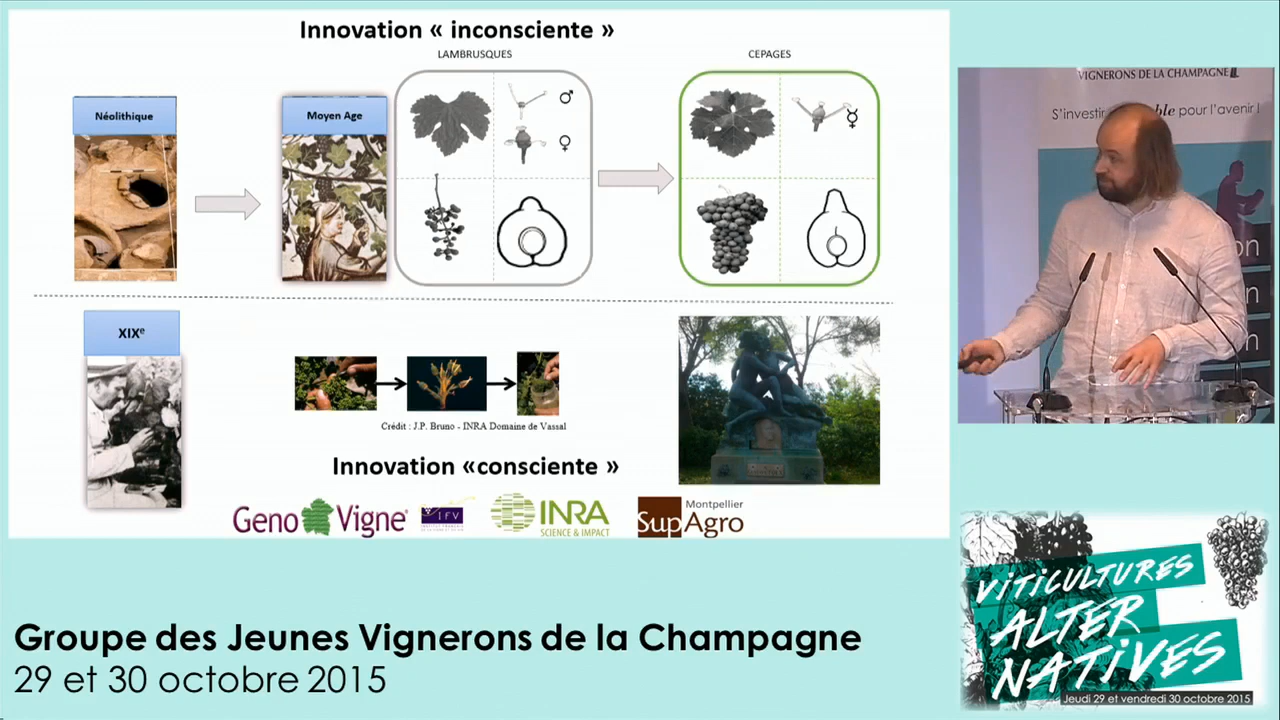 Innovation « inconsciente »
LAMBRUSQUES
CEPAGES
Néolithique
Moyen Age
♂
♀
XIXe
Crédit : J.P. Bruno - INRA Domaine de Vassal
Innovation «consciente »
Geno Vigne®
IFV
INRA
SCIENCE & IMPACT
Montpellier
SupAgro
VIGNERONS DE LA CHAMPAGNE
S'investir ble pour l'avenir !
on
n
on
Groupe des Jeunes Vignerons de la Champagne
29 et 30 octobre 2015
VITICULTURES
ALTER
NATIVES
Jeudi 29 et vendredi 30 octobre 2015